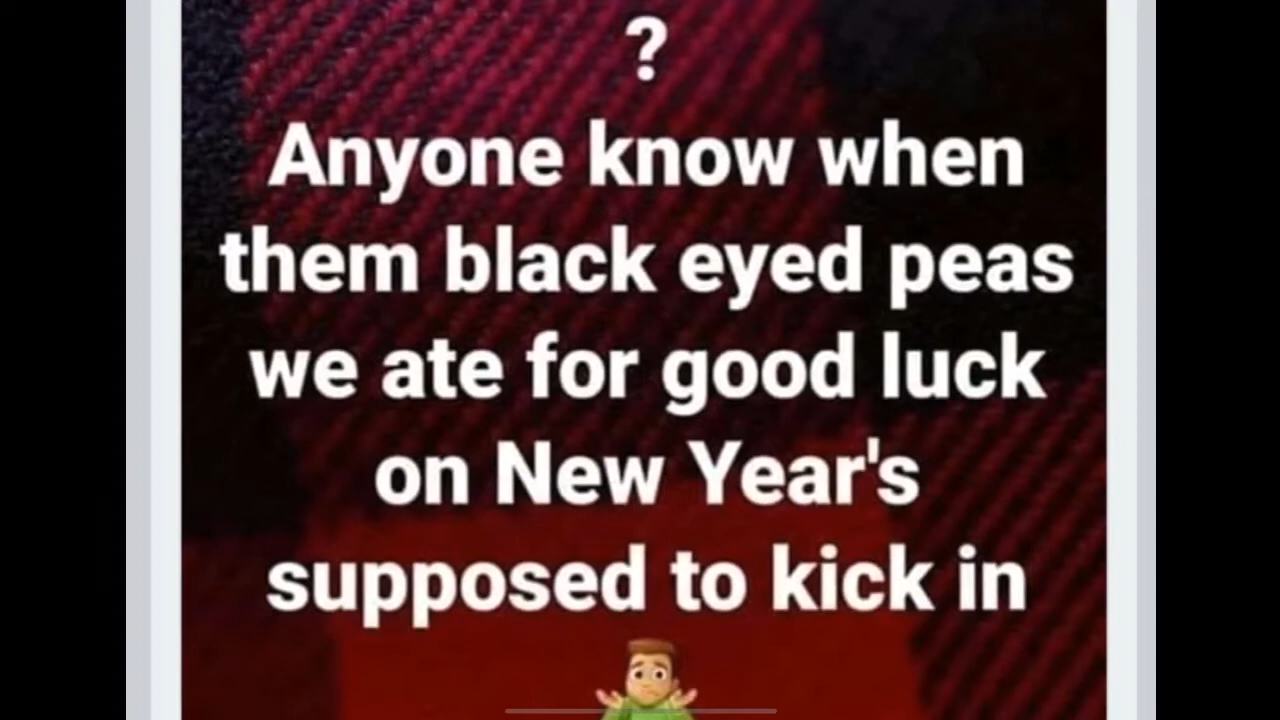 ?
Anyone know when
them black eyed peas
we ate for good luck
on New Year's
supposed to kick in